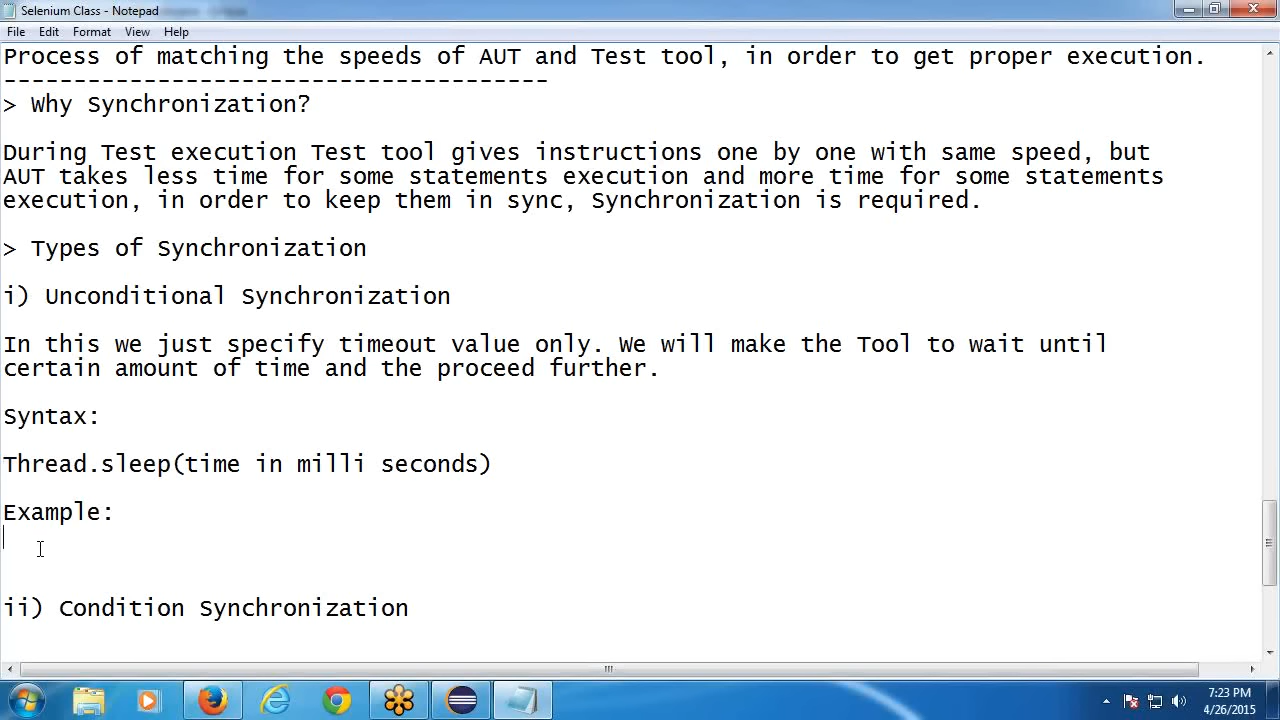 Selenium Class - Notepad
File Edit Format View Help
Process of matching the speeds of AUT and Test tool, in order to get proper execution.
---------------------------------------
> Why Synchronization?
During Test execution Test tool gives instructions one by one with same speed, but
AUT takes less time for some statements execution and more time for some statements
execution, in order to keep them in sync, Synchronization is required.
> Types of Synchronization
i) Unconditional Synchronization
In this we just specify timeout value only. We will make the Tool to wait until
certain amount of time and the proceed further.
Syntax:
Thread.sleep(time in milli seconds)
Example:
ii) Condition Synchronization
7:23 PM
4/26/2015